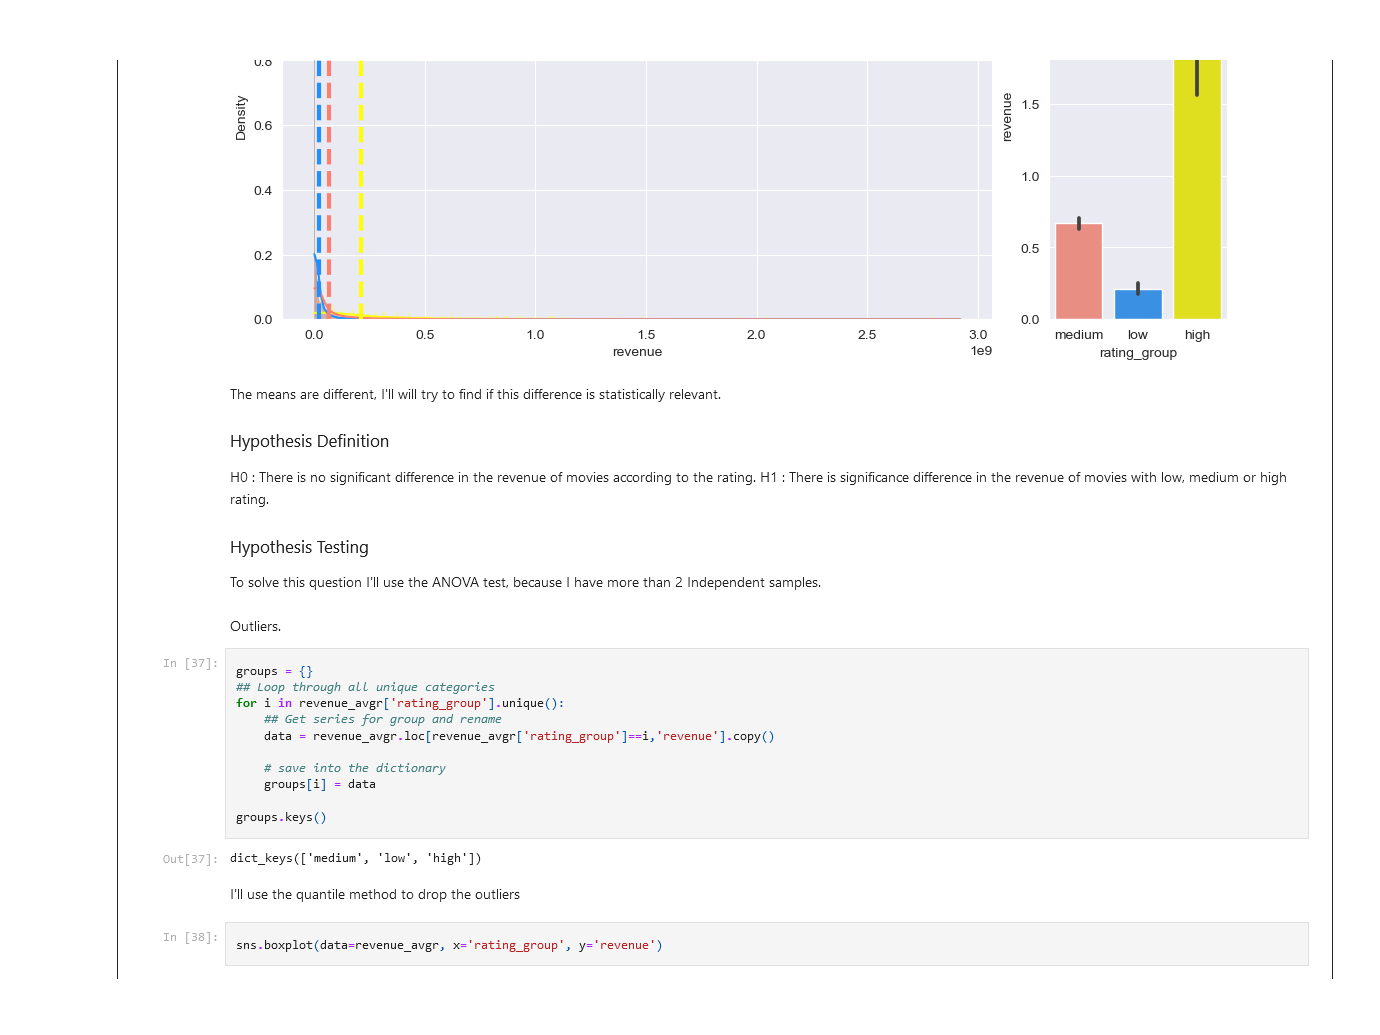 0.8
0.6
0.4
0.2
0.0
Density
0.0 0.5 1.0 1.5 2.0 2.5 3.0
revenue
1e9
1.5
1.0
0.5
0.0
revenue
medium low high
rating_group
The means are different, I'll will try to find if this difference is statistically relevant.
Hypothesis Definition
H0 : There is no significant difference in the revenue of movies according to the rating. H1 : There is significance difference in the revenue of movies with low, medium or high
rating.
Hypothesis Testing
To solve this question I'll use the ANOVA test, because I have more than 2 Independent samples.
Outliers.
In [37]:
groups = {}
## Loop through all unique categories
for i in revenue_avgr['rating_group'].unique():
    ## Get series for group and rename
    data = revenue_avgr.loc[revenue_avgr['rating_group']==i,'revenue'].copy()
    # save into the dictionary
    groups[i] = data
groups.keys()
Out[37]: dict_keys(['medium', 'low', 'high'])
I'll use the quantile method to drop the outliers
In [38]:
sns.boxplot(data=revenue_avgr, x='rating_group', y='revenue')